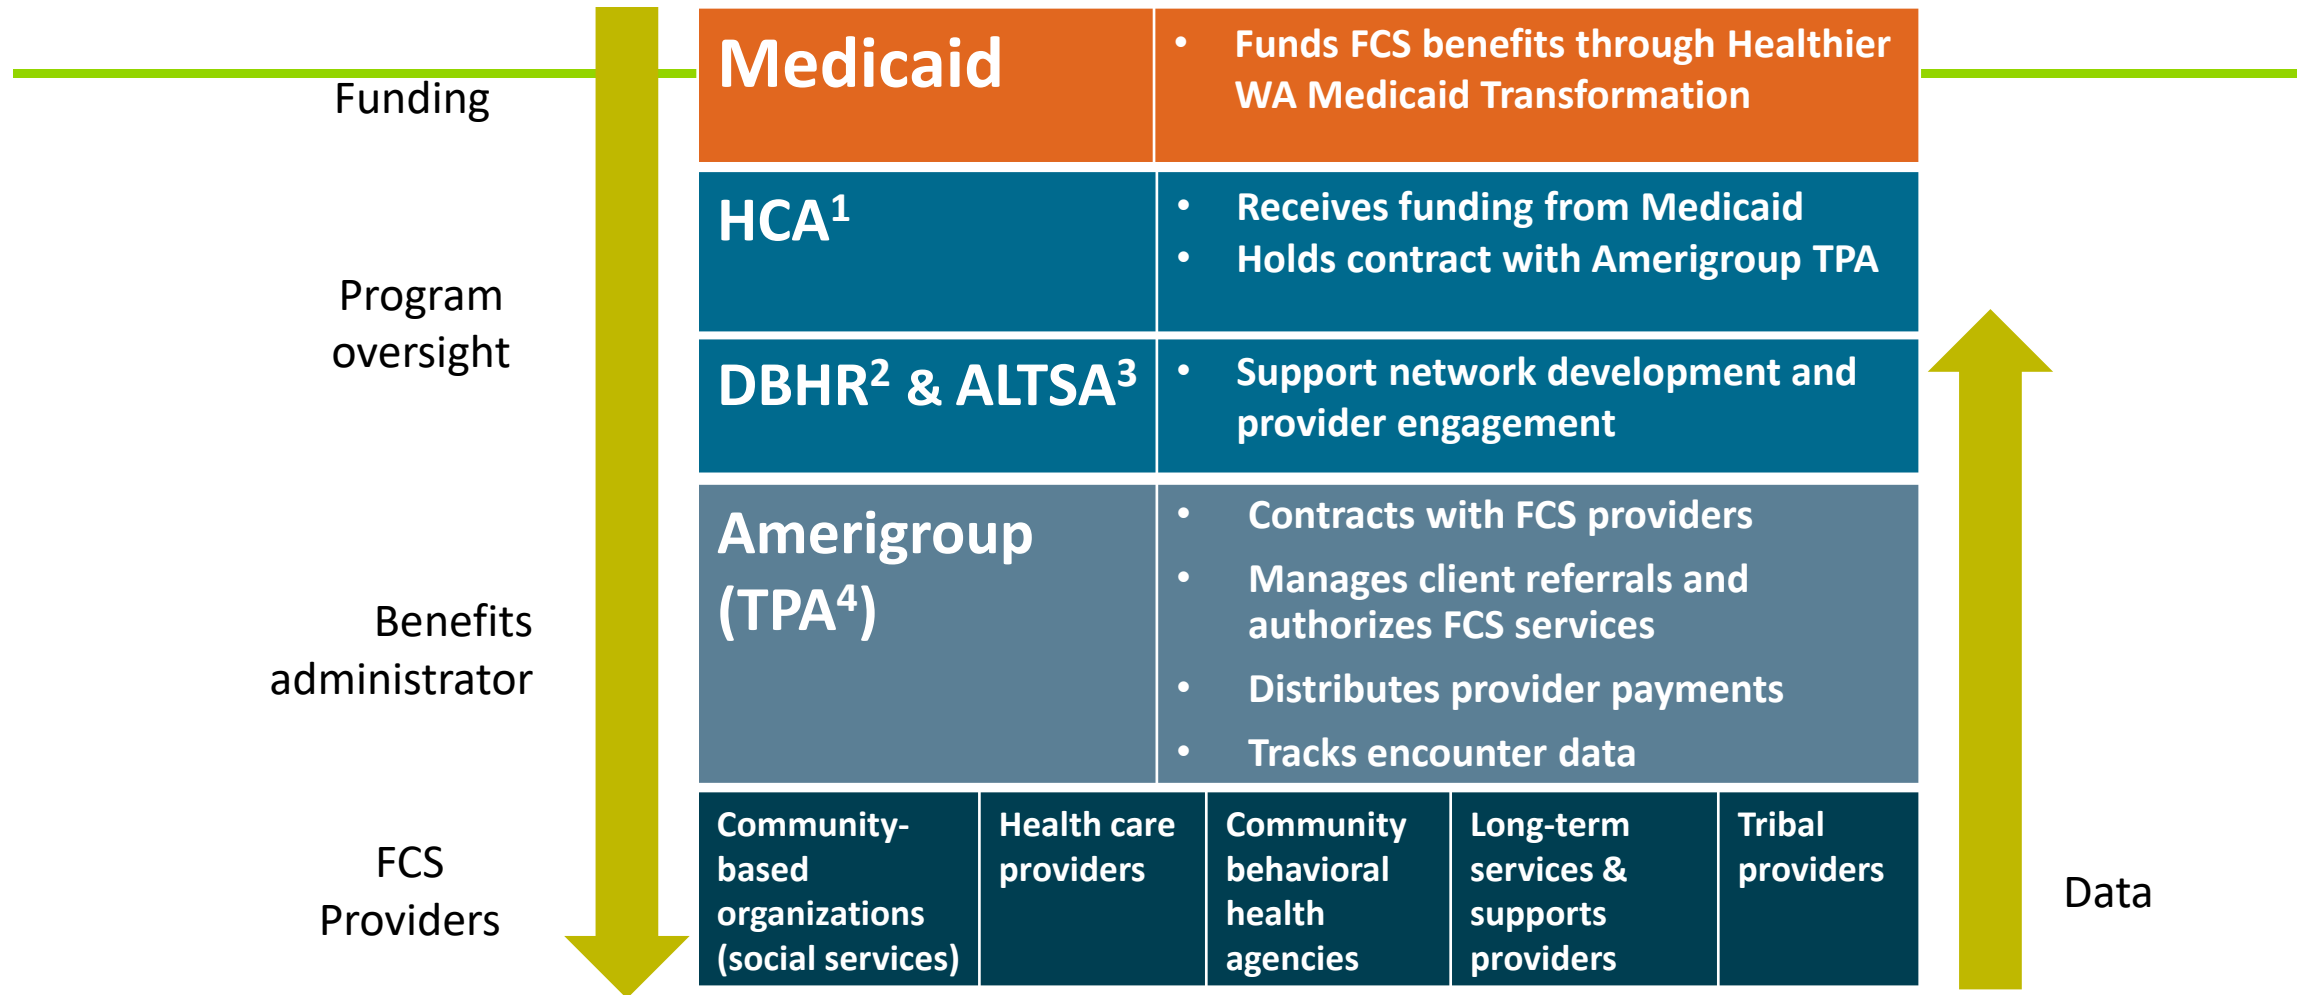 Funding
Medicaid
• Funds FCS benefits through Healthier
WA Medicaid Transformation
Program
oversight
HCA¹
• Receives funding from Medicaid
• Holds contract with Amerigroup TPA
DBHR² & ALTSA³
• Support network development and
provider engagement
Benefits
administrator
Amerigroup
(TPA⁴)
• Contracts with FCS providers
• Manages client referrals and
authorizes FCS services
• Distributes provider payments
• Tracks encounter data
FCS
Providers
Community-
based
organizations
(social services)
Health care
providers
Community
behavioral
health
agencies
Long-term
services &
supports
providers
Tribal
providers
Data